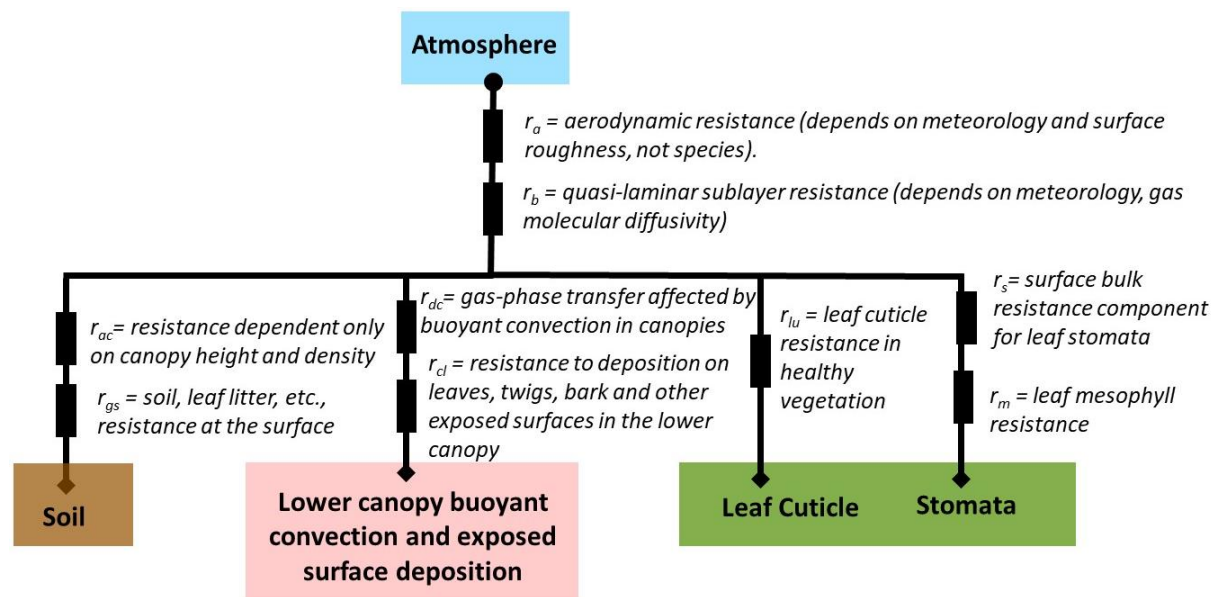 Atmosphere
r_a = aerodynamic resistance (depends on meteorology and surface
roughness, not species).
r_b = quasi-laminar sublayer resistance (depends on meteorology, gas
molecular diffusivity)
r_ac= resistance dependent only
on canopy height and density
r_gs = soil, leaf litter, etc.,
resistance at the surface
r_dc= gas-phase transfer affected by
buoyant convection in canopies
r_cl = resistance to deposition on
leaves, twigs, bark and other
exposed surfaces in the lower
canopy
r_lu = leaf cuticle
resistance in
healthy
vegetation
r_s= surface bulk
resistance component
for leaf stomata
r_m = leaf mesophyll
resistance
Soil
Lower canopy buoyant
convection and exposed
surface deposition
Leaf Cuticle
Stomata